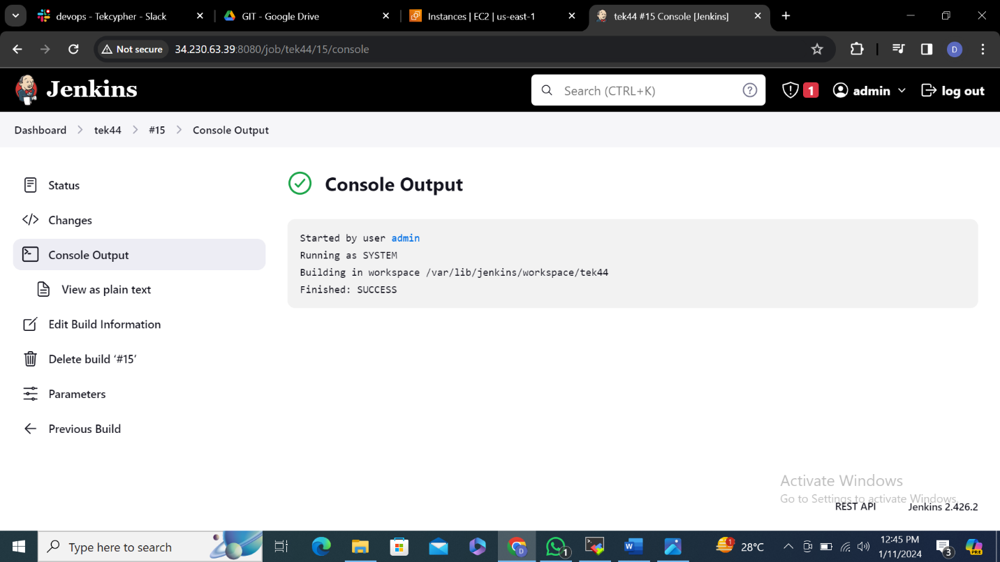 devops - Tekcypher - Slack
GIT - Google Drive
Instances | EC2 | us-east-1
tek44 #15 Console [Jenkins]
Not secure
34.230.63.39:8080/job/tek44/15/console
D
Jenkins
Search (CTRL+K)
1
admin
log out
Dashboard
tek44
#15
Console Output
Status
Changes
Console Output
View as plain text
Edit Build Information
Delete build ‘#15’
Parameters
Previous Build
Console Output
Started by user admin
Running as SYSTEM
Building in workspace /var/lib/jenkins/workspace/tek44
Finished: SUCCESS
Activate Windows
Go to Settings to activate Windows.
REST API
Jenkins 2.426.2
Type here to search
D
1
W
1
28°C
12:45 PM
1/11/2024
3
PRE